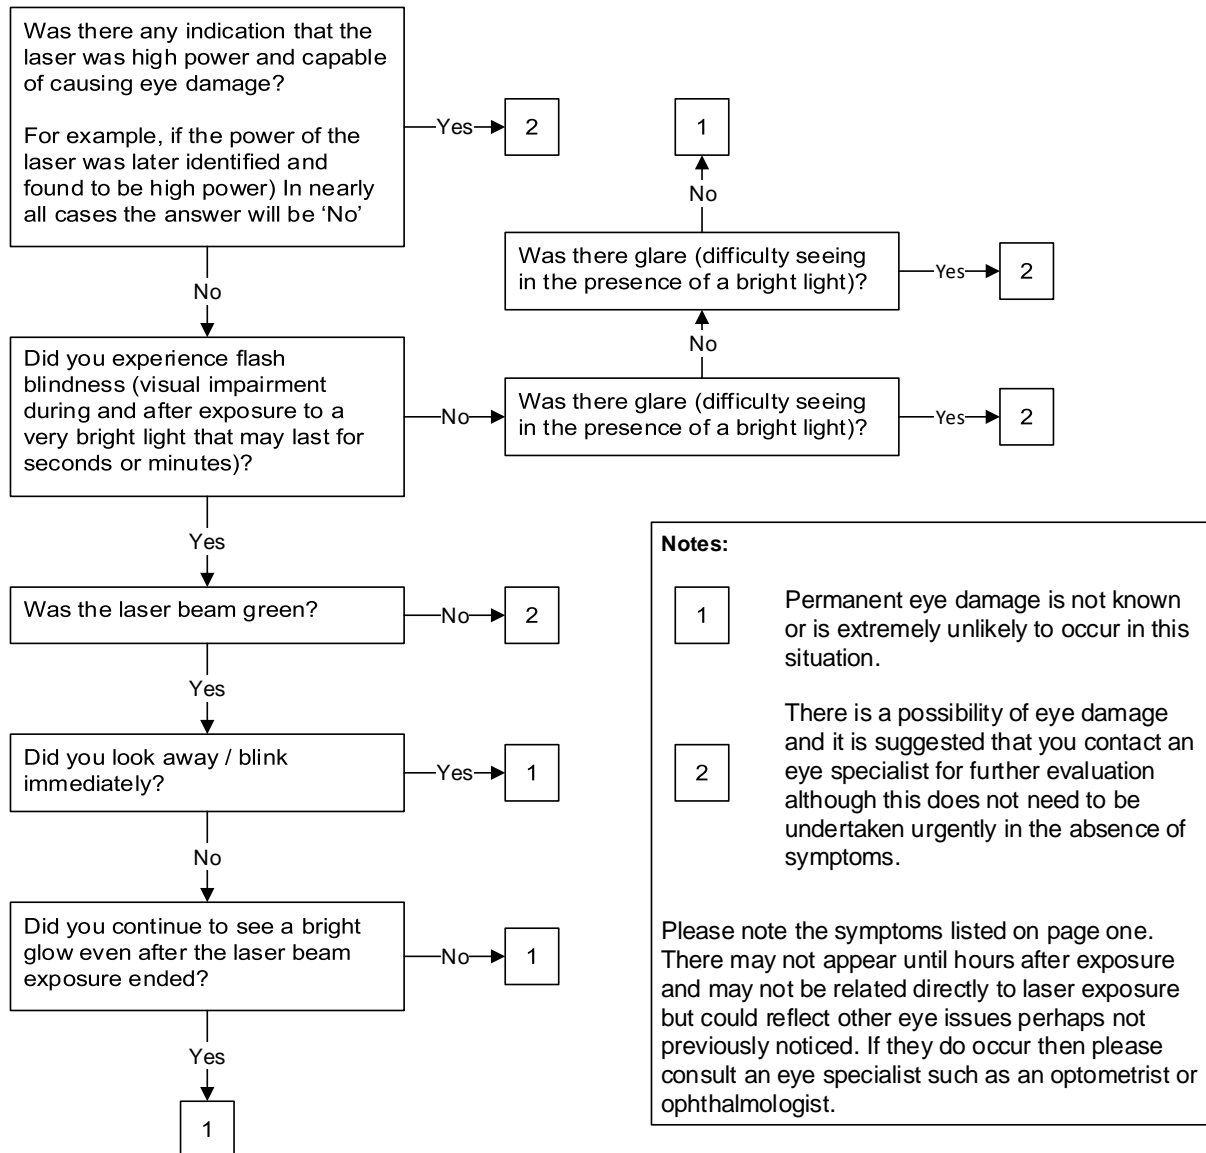 Was there any indication that the
laser was high power and capable
of causing eye damage?
For example, if the power of the
laser was later identified and
found to be high power) In nearly
all cases the answer will be ‘No’
Yes
2
1
No
Was there glare (difficulty seeing
in the presence of a bright light)?
Yes
2
No
No
Did you experience flash
blindness (visual impairment
during and after exposure to a
very bright light that may last for
seconds or minutes)?
No
Was there glare (difficulty seeing
in the presence of a bright light)?
Yes
2
Yes
Was the laser beam green?
No
2
Yes
Did you look away / blink
immediately?
Yes
1
No
Did you continue to see a bright
glow even after the laser beam
exposure ended?
No
1
Yes
1
Notes:
1
Permanent eye damage is not known
or is extremely unlikely to occur in this
situation.
2
There is a possibility of eye damage
and it is suggested that you contact an
eye specialist for further evaluation
although this does not need to be
undertaken urgently in the absence of
symptoms.
Please note the symptoms listed on page one.
There may not appear until hours after exposure
and may not be related directly to laser exposure
but could reflect other eye issues perhaps not
previously noticed. If they do occur then please
consult an eye specialist such as an optometrist or
ophthalmologist.